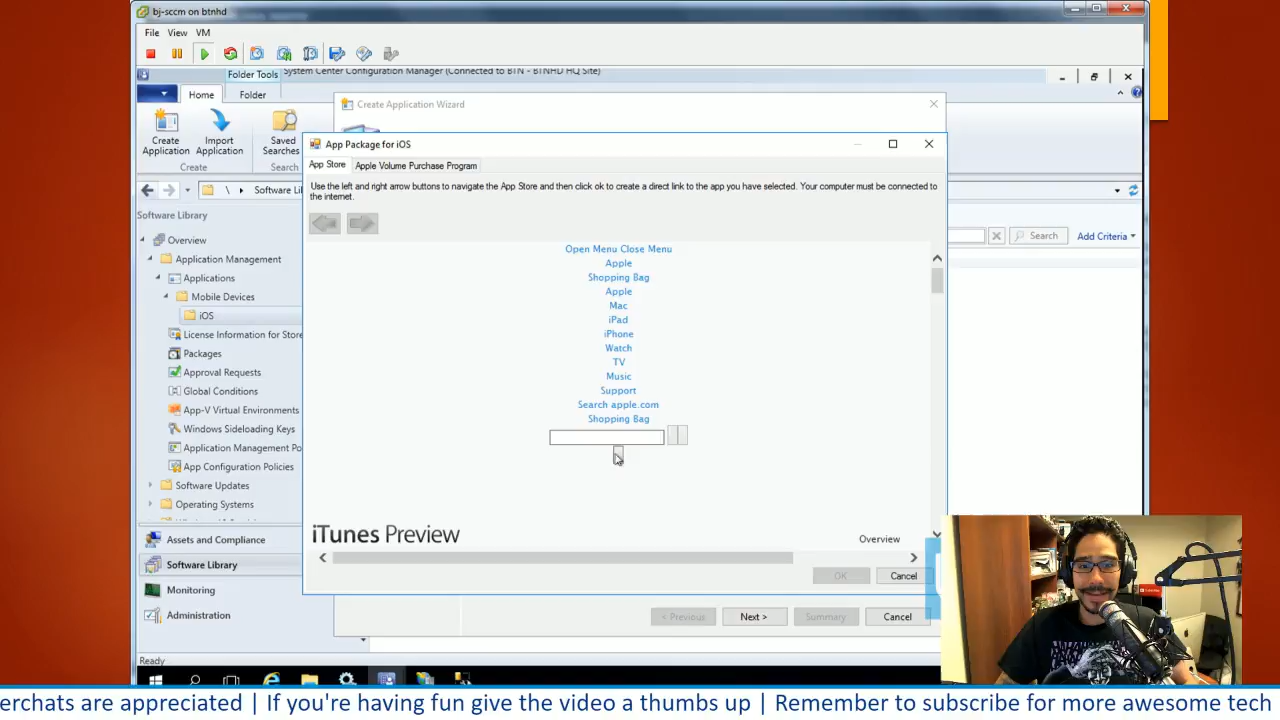 bj-sccm on btnhd
File View VM
Folder Tools System Center Configuration Manager (Connected to BTN - BTNHD HQ Site)
Home Folder
Create Application Wizard
Create Application
Import Application
Saved Searches
Create
Search
App Package for iOS
App Store Apple Volume Purchase Program
Use the left and right arrow buttons to navigate the App Store and then click ok to create a direct link to the app you have selected. Your computer must be connected to
the internet.
\ Software Li
Software Library
Overview
Application Management
Applications
Mobile Devices
iOS
License Information for Store
Packages
Approval Requests
Global Conditions
App-V Virtual Environments
Windows Sideloading Keys
Application Management Po
App Configuration Policies
Software Updates
Operating Systems
Assets and Compliance
Software Library
Monitoring
Administration
Ready
Search Add Criteria
Open Menu Close Menu
Apple
Shopping Bag
Apple
Mac
iPad
iPhone
Watch
TV
Music
Support
Search apple.com
Shopping Bag
iTunes Preview
Overview
OK Cancel
< Previous Next > Summary Cancel
erchats are appreciated | If you're having fun give the video a thumbs up | Remember to subscribe for more awesome tech